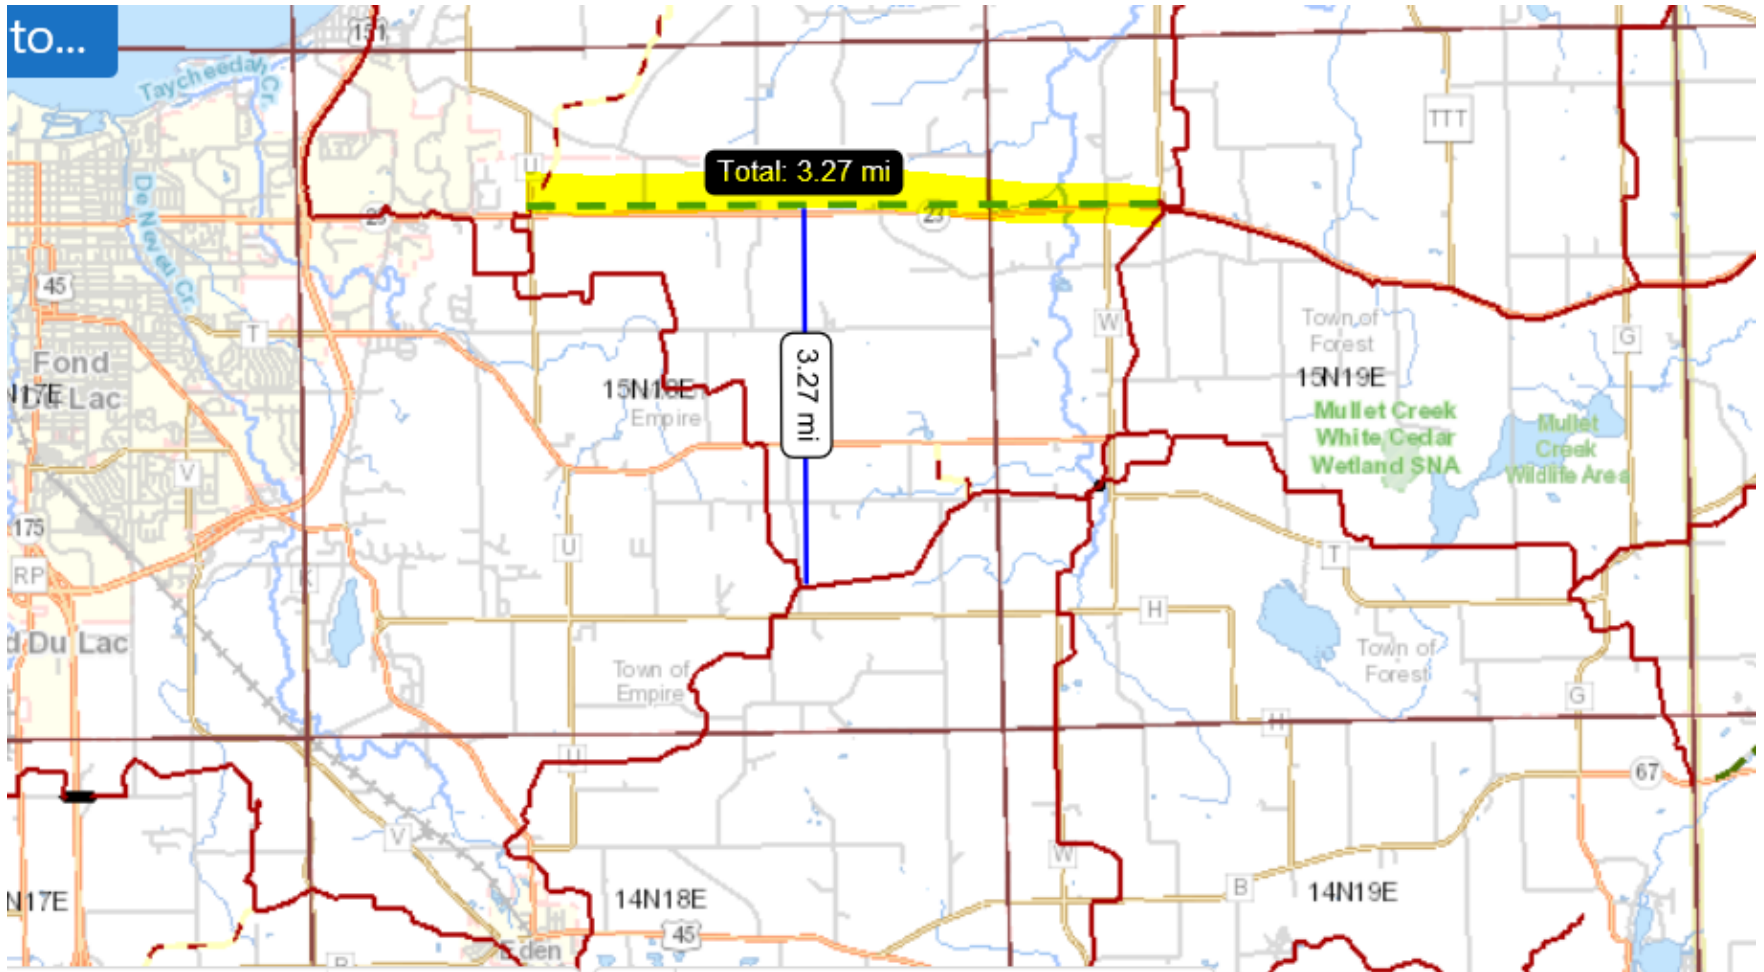 to...
151
Taycheedah Cr.
TTT
U
Total: 3.27 mi
De Neveu Cr.
23
23
45
T
W
Town of
Forest
G
3.27 mi
Fond
Du Lac
N17E
15N18E
Empire
15N19E
Mullet Creek
White Cedar
Wetland SNA
Mullet
Creek
Wildlife Area
V
175
U
T
RP
K
H
d Du Lac
Town of
Empire
Town of
Forest
G
H
U
67
V
W
B
N17E
14N18E
14N19E
45
Eden